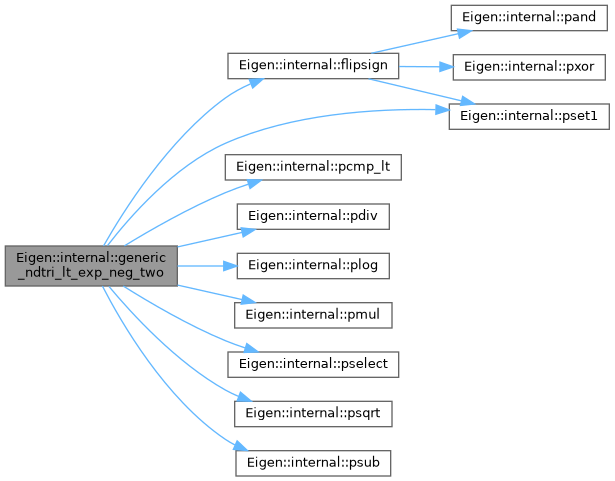 Eigen::internal::generic
_ndtri_lt_exp_neg_two
Eigen::internal::flipsign
Eigen::internal::pand
Eigen::internal::pxor
Eigen::internal::pset1
Eigen::internal::pcmp_lt
Eigen::internal::pdiv
Eigen::internal::plog
Eigen::internal::pmul
Eigen::internal::pselect
Eigen::internal::psqrt
Eigen::internal::psub